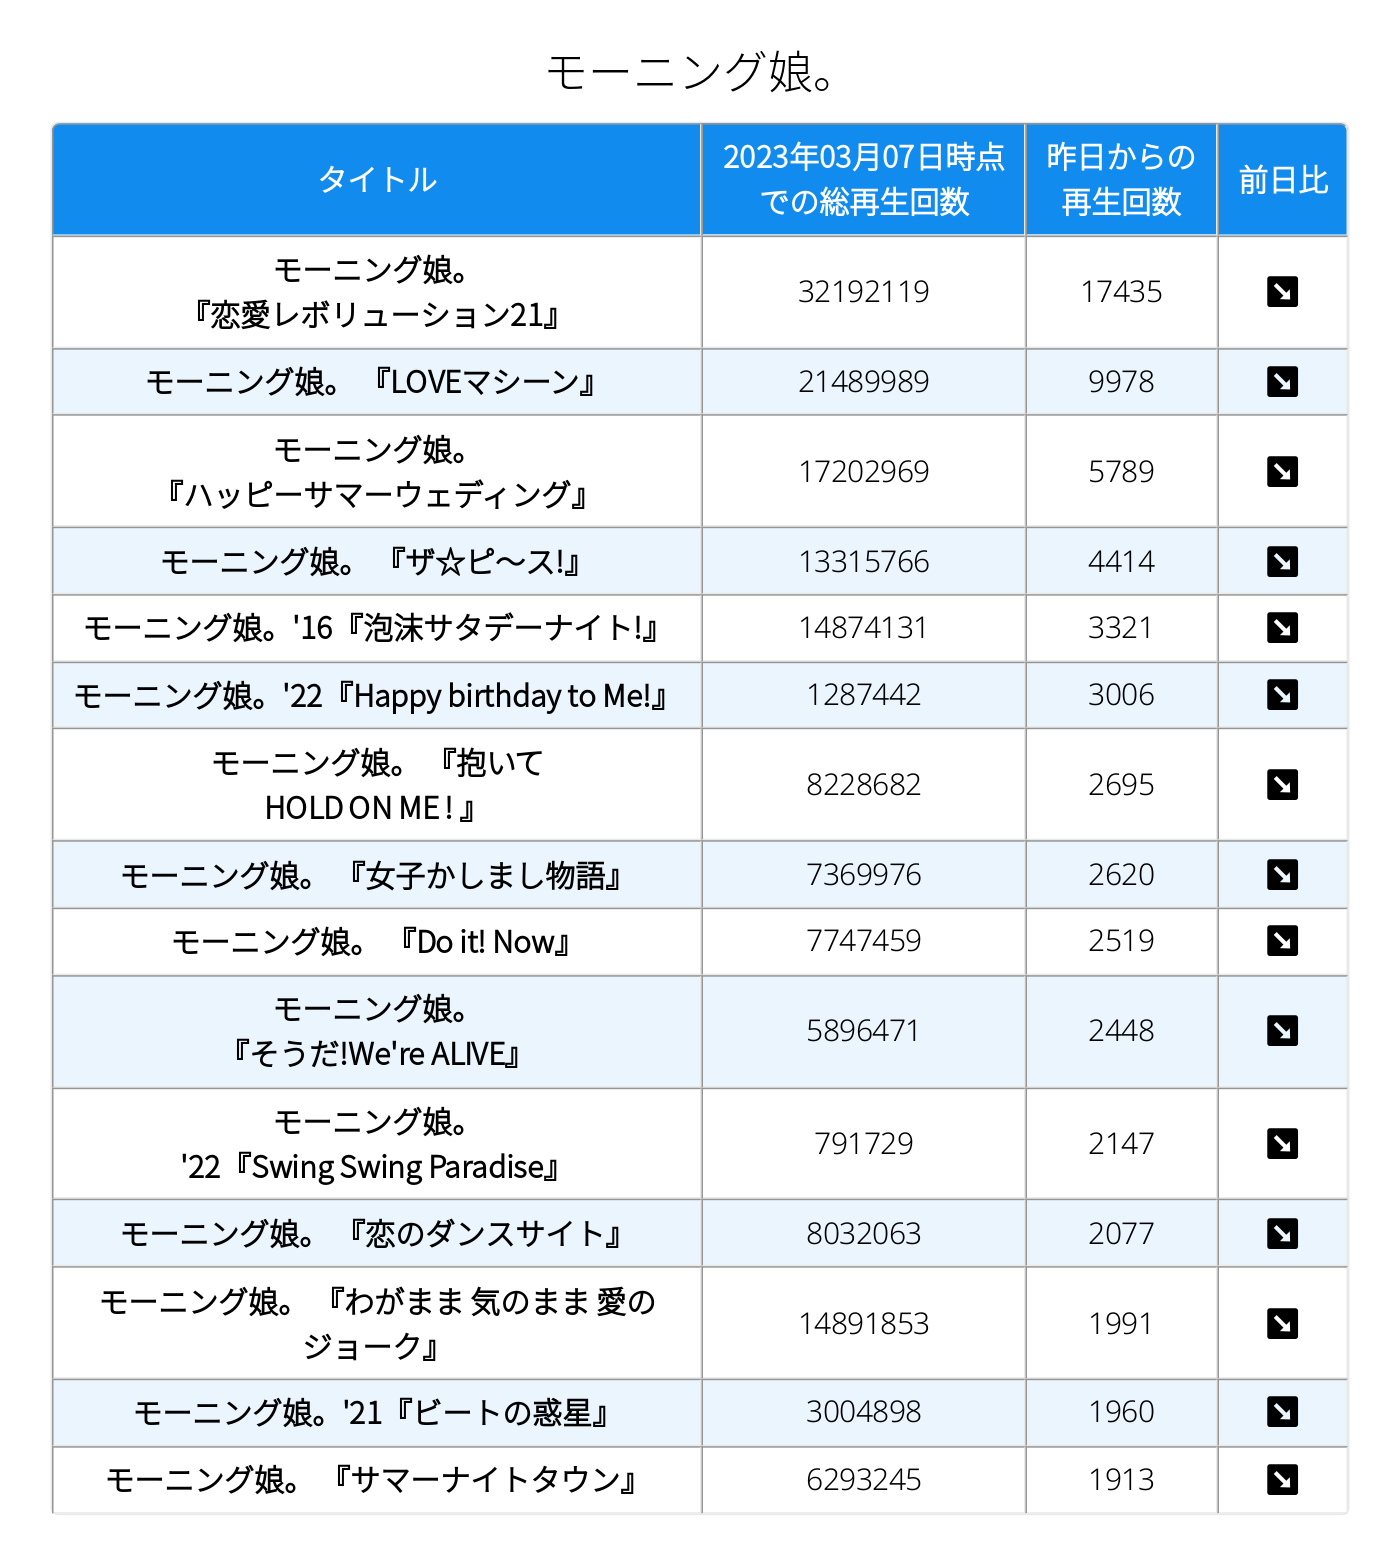 モーニング娘。
タイトル
2023年03月07日時点
での総再生回数
昨日からの
再生回数
前日比
モーニング娘。
『恋愛レボリューション21』
32192119
17435
モーニング娘。 『LOVEマシーン』
21489989
9978
モーニング娘。
『ハッピーサマーウェディング』
17202969
5789
モーニング娘。 『ザ☆ピ〜ス!』
13315766
4414
モーニング娘。'16『泡沫サタデーナイト!』
14874131
3321
モーニング娘。'22『Happy birthday to Me!』
1287442
3006
モーニング娘。 『抱いて
HOLD ON ME ! 』
8228682
2695
モーニング娘。 『女子かしまし物語』
7369976
2620
モーニング娘。 『Do it! Now』
7747459
2519
モーニング娘。
『そうだ!We're ALIVE』
5896471
2448
モーニング娘。
'22『Swing Swing Paradise』
791729
2147
モーニング娘。 『恋のダンスサイト』
8032063
2077
モーニング娘。 『わがまま 気のまま 愛の
ジョーク』
14891853
1991
モーニング娘。'21『ビートの惑星』
3004898
1960
モーニング娘。 『サマーナイトタウン』
6293245
1913